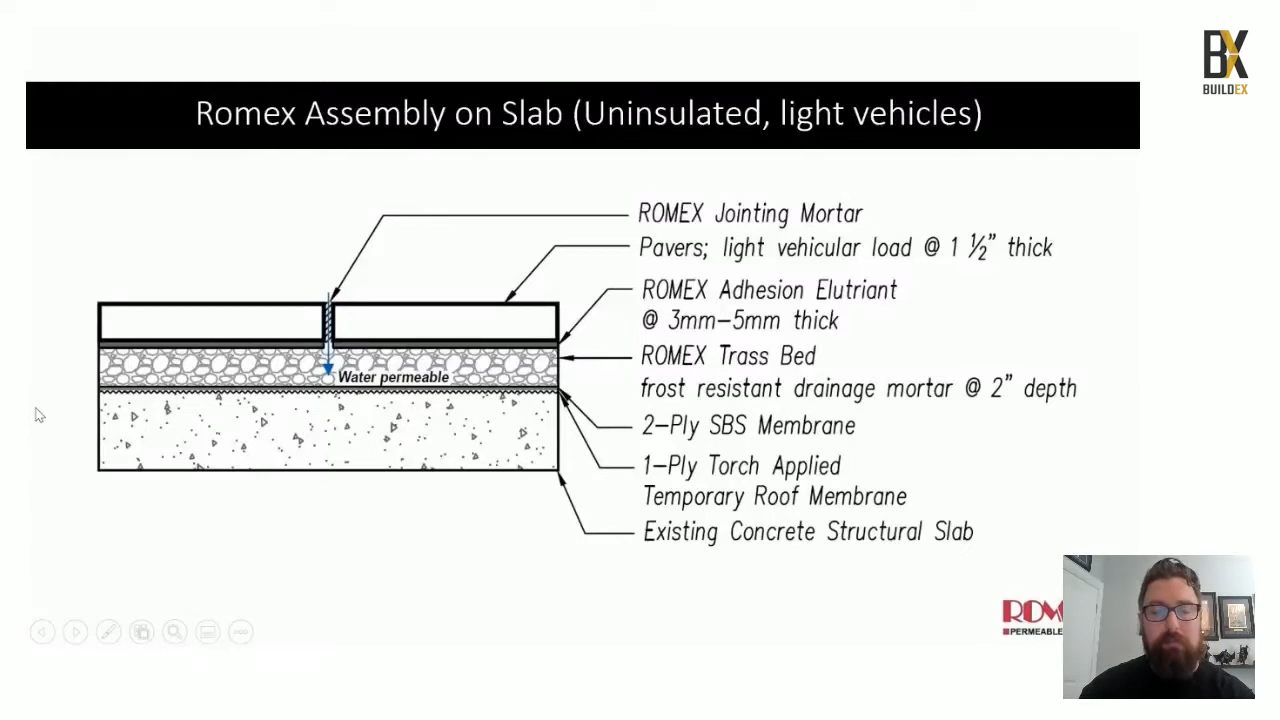 BX
BUILDEX
Romex Assembly on Slab (Uninsulated, light vehicles)
ROMEX Jointing Mortar
Pavers; light vehicular load @ 1 ½" thick
ROMEX Adhesion Elutriant
@ 3mm–5mm thick
ROMEX Trass Bed
frost resistant drainage mortar @ 2" depth
Water permeable
2–Ply SBS Membrane
1–Ply Torch Applied
Temporary Roof Membrane
Existing Concrete Structural Slab
ROM
PERMEABLE